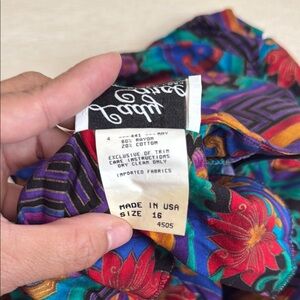 Lady
80% RAYON
20% COTTON
EXCLUSIVE OF TRIM
CARE INSTRUCTIONS
DRY CLEAN ONLY
IMPORTED FABRICS
MADE IN USA
SIZE 16
4505